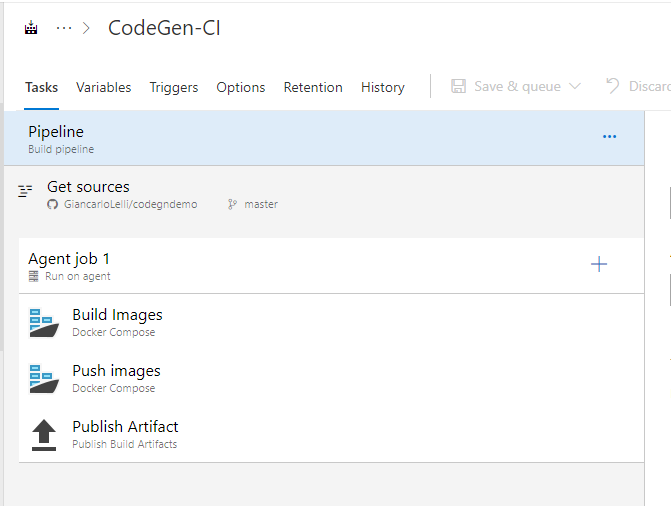 ··· > CodeGen-CI
Tasks Variables Triggers Options Retention History Save & queue Discard
Pipeline
Build pipeline
Get sources
GiancarloLelli/codegndemo master
Agent job 1
Run on agent
Build Images
Docker Compose
Push images
Docker Compose
Publish Artifact
Publish Build Artifacts